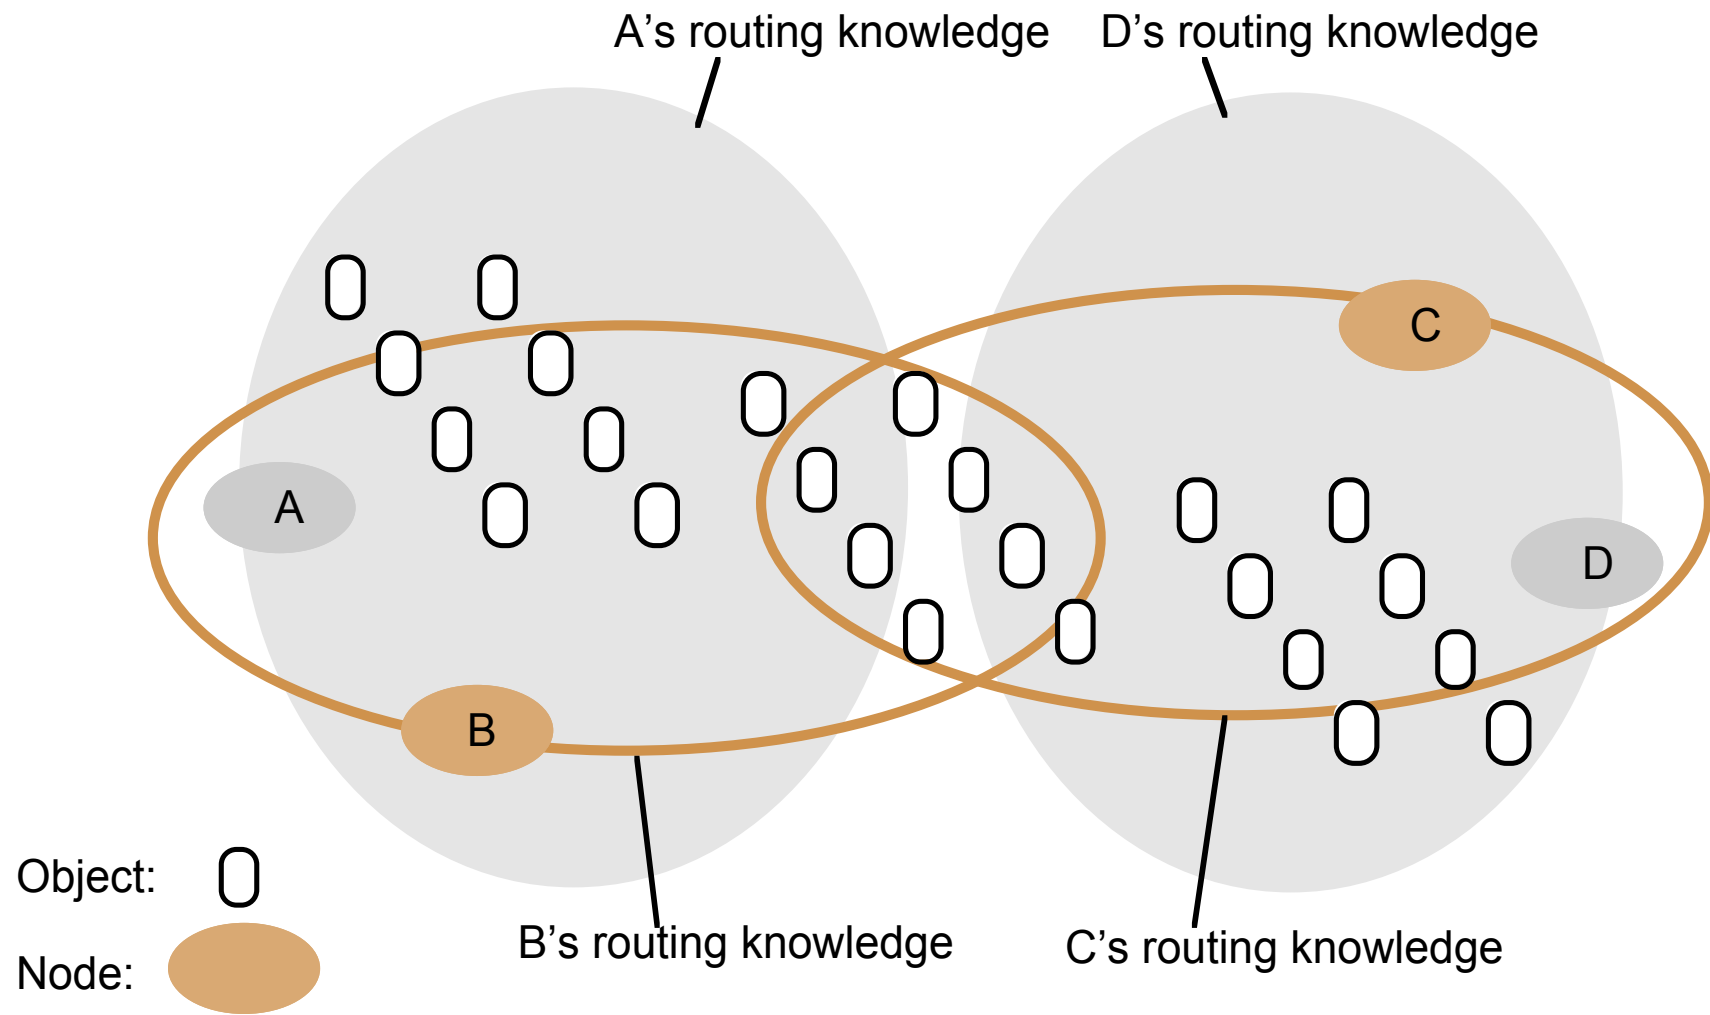 A’s routing knowledge
D’s routing knowledge
C
A
D
B
Object:
B’s routing knowledge
C’s routing knowledge
Node: